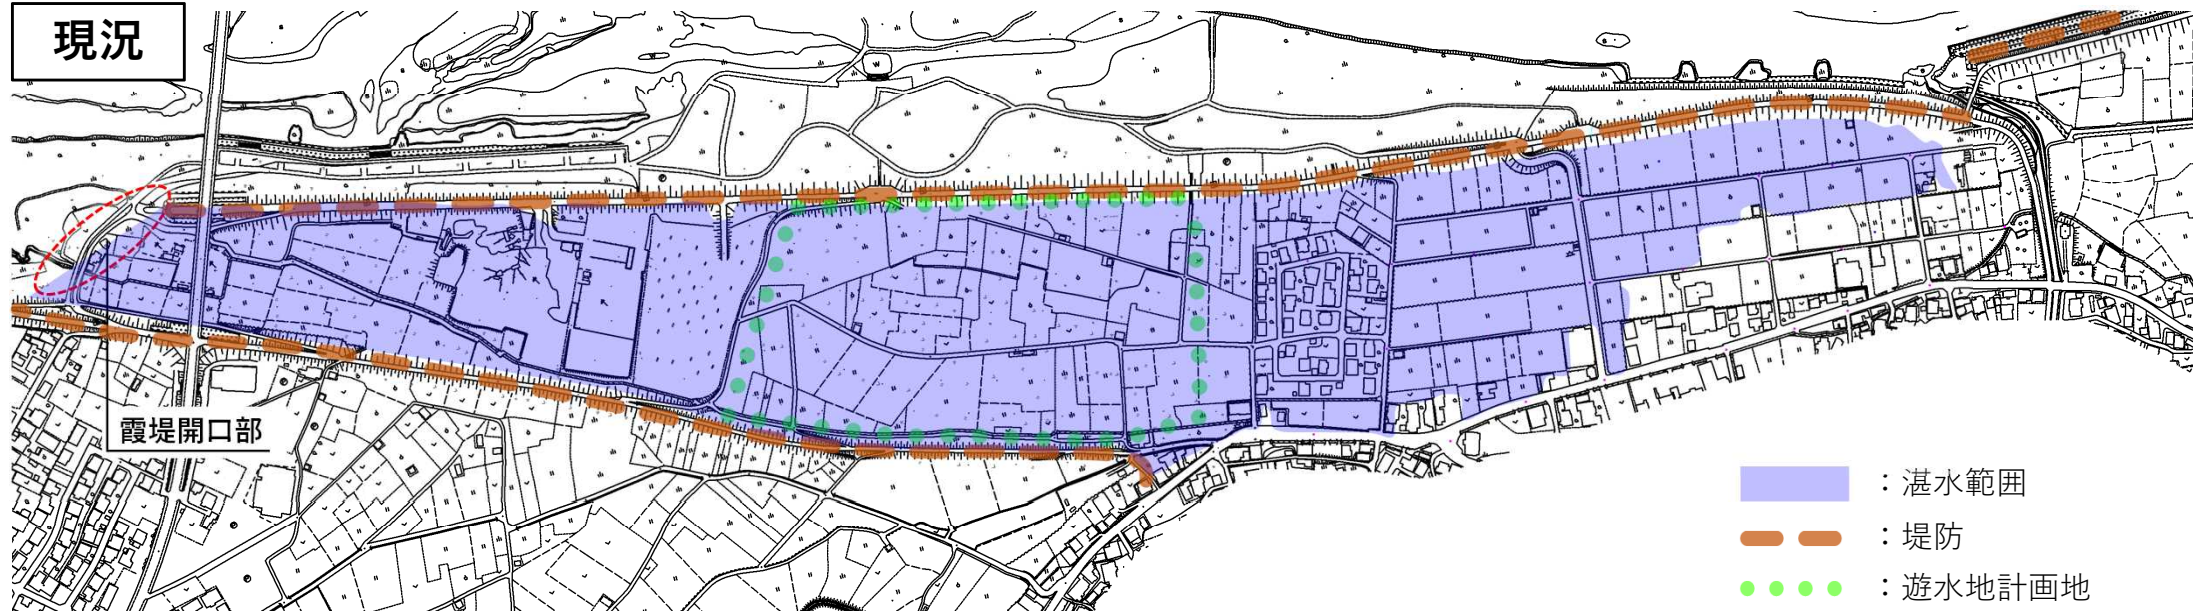 現況
霞堤開口部
：湛水範囲
：堤防
：遊水地計画地